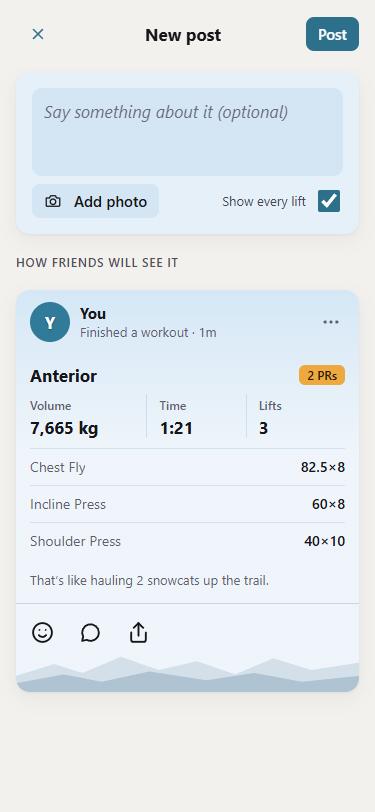 New post
Post
Say something about it (optional)
Add photo
Show every lift
HOW FRIENDS WILL SEE IT
Y
You
Finished a workout · 1m
Anterior
2 PRs
Volume
Time
Lifts
7,665 kg
1:21
3
Chest Fly
82.5×8
Incline Press
60×8
Shoulder Press
40×10
That's like hauling 2 snowcats up the trail.